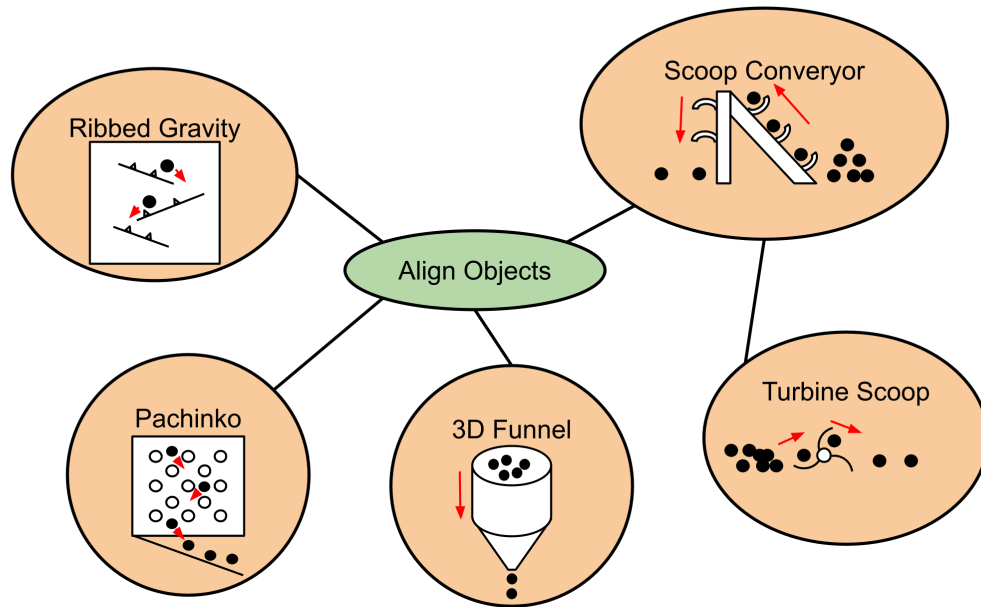 Scoop Converyor
Ribbed Gravity
Align Objects
Turbine Scoop
Pachinko
3D Funnel